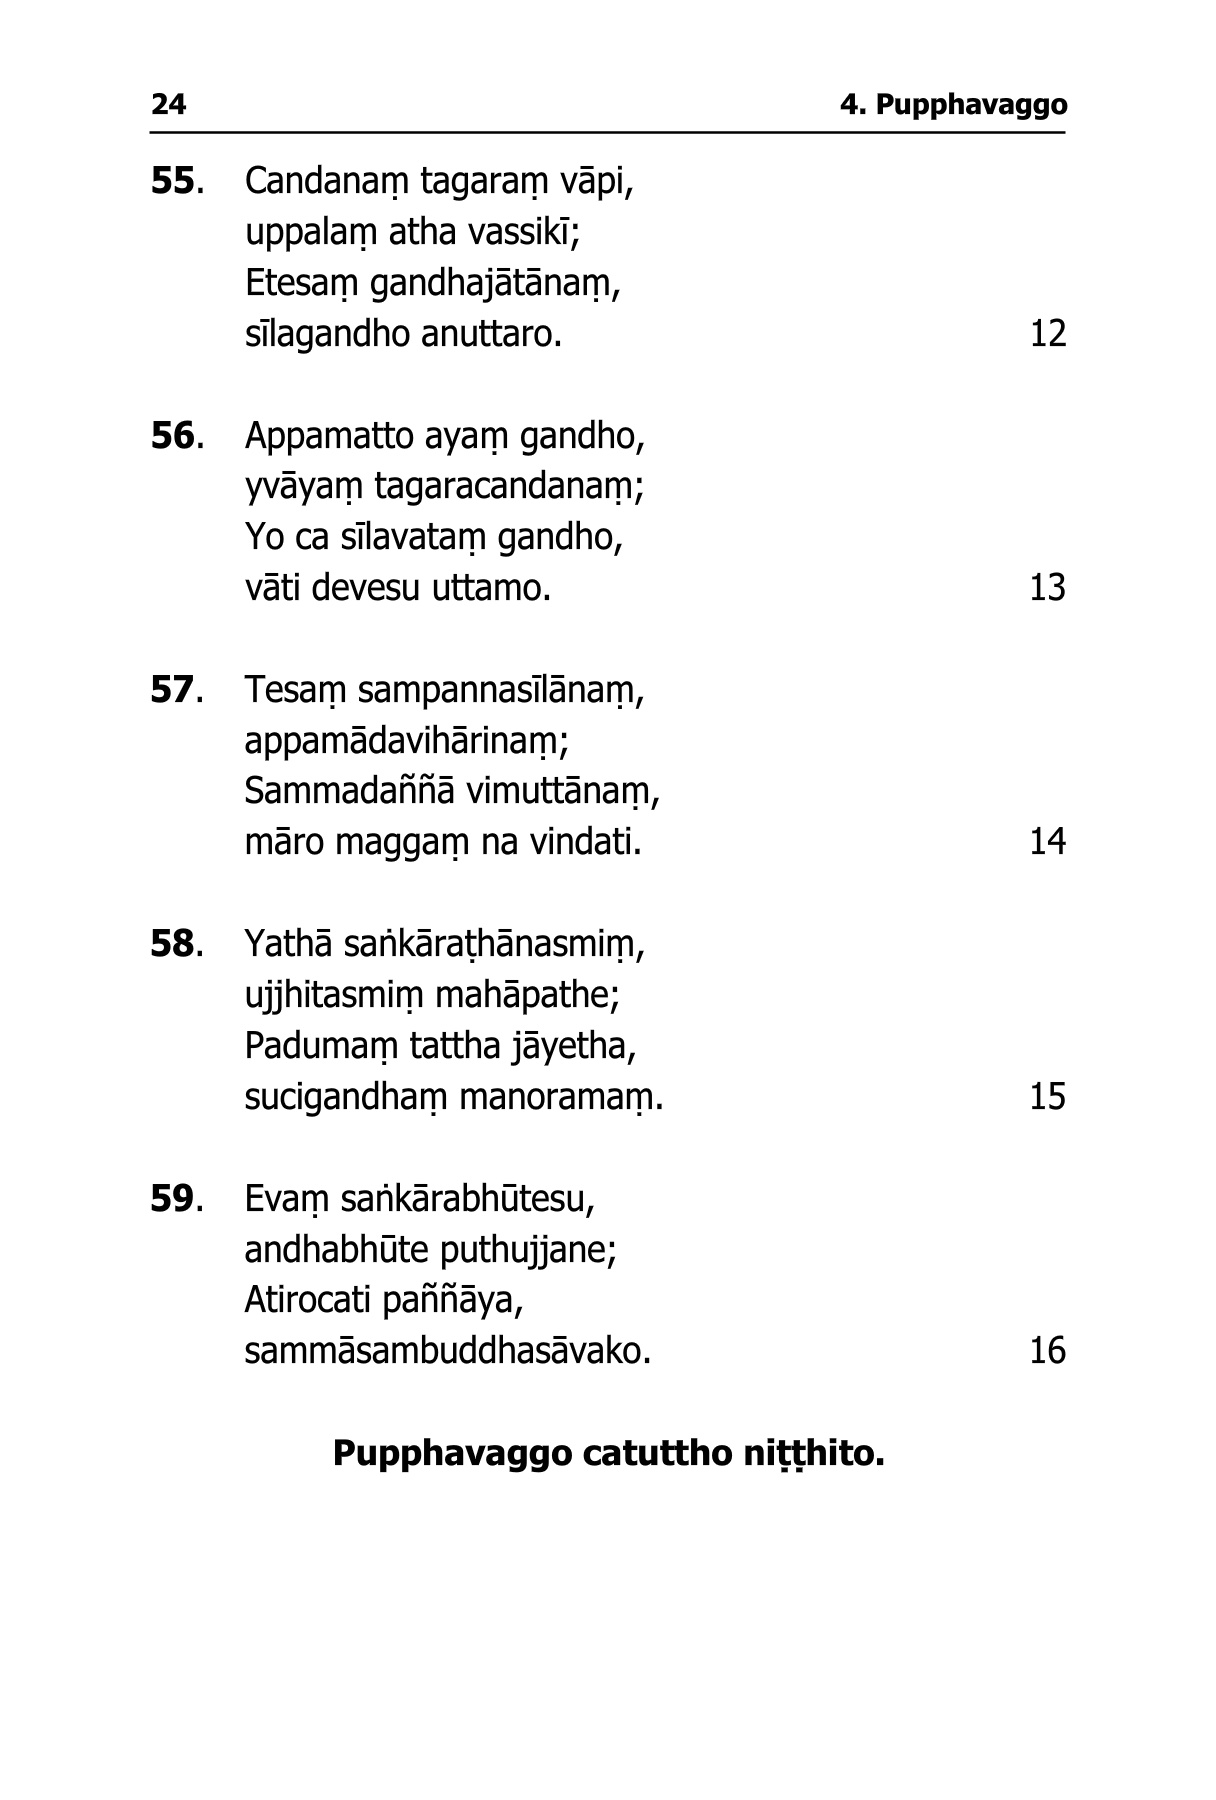 24 4. Pupphavaggo
55. Candanaṃ tagaraṃ vāpi,
uppalaṃ atha vassikī;
Etesaṃ gandhajātānaṃ,
sīlagandho anuttaro. 12
56. Appamatto ayaṃ gandho,
yvāyaṃ tagaracandanaṃ;
Yo ca sīlavataṃ gandho,
vāti devesu uttamo. 13
57. Tesaṃ sampannasīlānaṃ,
appamādavihārinaṃ;
Sammadaññā vimuttānaṃ,
māro maggaṃ na vindati. 14
58. Yathā saṅkāraṭhānasmiṃ,
ujjhitasmiṃ mahāpathe;
Padumaṃ tattha jāyetha,
sucigandhaṃ manoramaṃ. 15
59. Evaṃ saṅkārabhūtesu,
andhabhūte puthujjane;
Atirocati paññāya,
sammāsambuddhasāvako. 16
Pupphavaggo catuttho niṭṭhito.